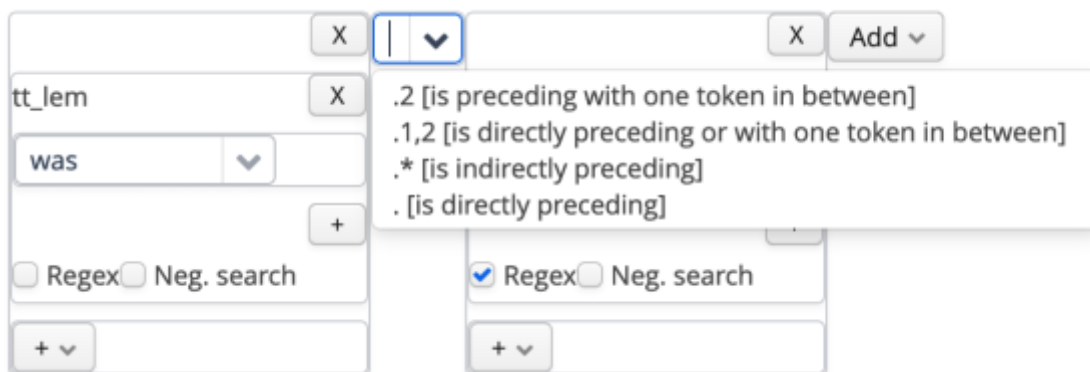 X X Add
tt_lem X
.2 [is preceding with one token in between]
.1,2 [is directly preceding or with one token in between]
was
.* [is indirectly preceding]
. [is directly preceding]
+
Regex Neg. search Regex Neg. search
+ +